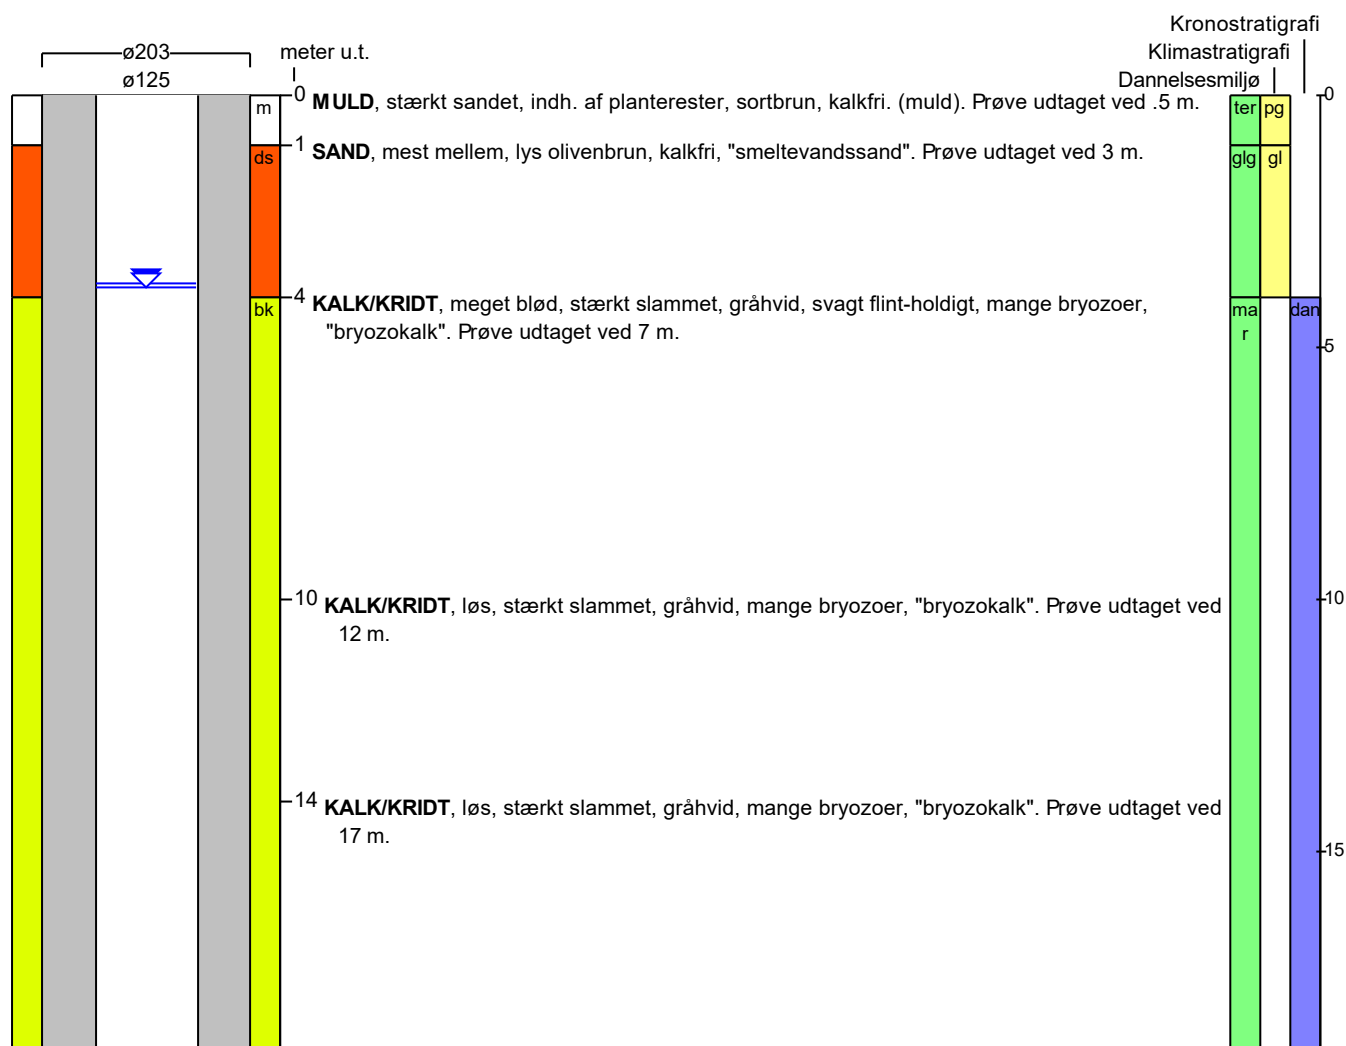 Kronostratigrafi
ø203 meter u.t. Klimastratigrafi
ø125 Dannelsesmiljø
m 0 MULD, stærkt sandet, indh. af planterester, sortbrun, kalkfri. (muld). Prøve udtaget ved .5 m. ter pg 0
ds 1 SAND, mest mellem, lys olivenbrun, kalkfri, "smeltevandssand". Prøve udtaget ved 3 m. glg gl
bk 4 KALK/KRIDT, meget blød, stærkt slammet, gråhvid, svagt flint-holdigt, mange bryozoer, ma dan
"bryozokalk". Prøve udtaget ved 7 m. r 5
10 KALK/KRIDT, løs, stærkt slammet, gråhvid, mange bryozoer, "bryozokalk". Prøve udtaget ved 10
12 m.
14 KALK/KRIDT, løs, stærkt slammet, gråhvid, mange bryozoer, "bryozokalk". Prøve udtaget ved
17 m. 15